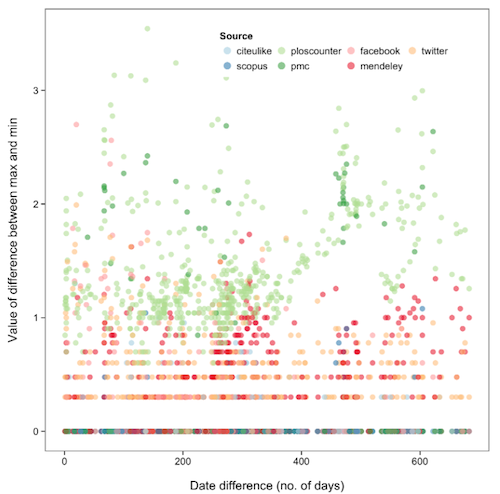 Source
citeulike ploscounter facebook twitter
scopus pmc mendeley
Value of difference between max and min
3
2
1
0
0 200 400 600
Date difference (no. of days)